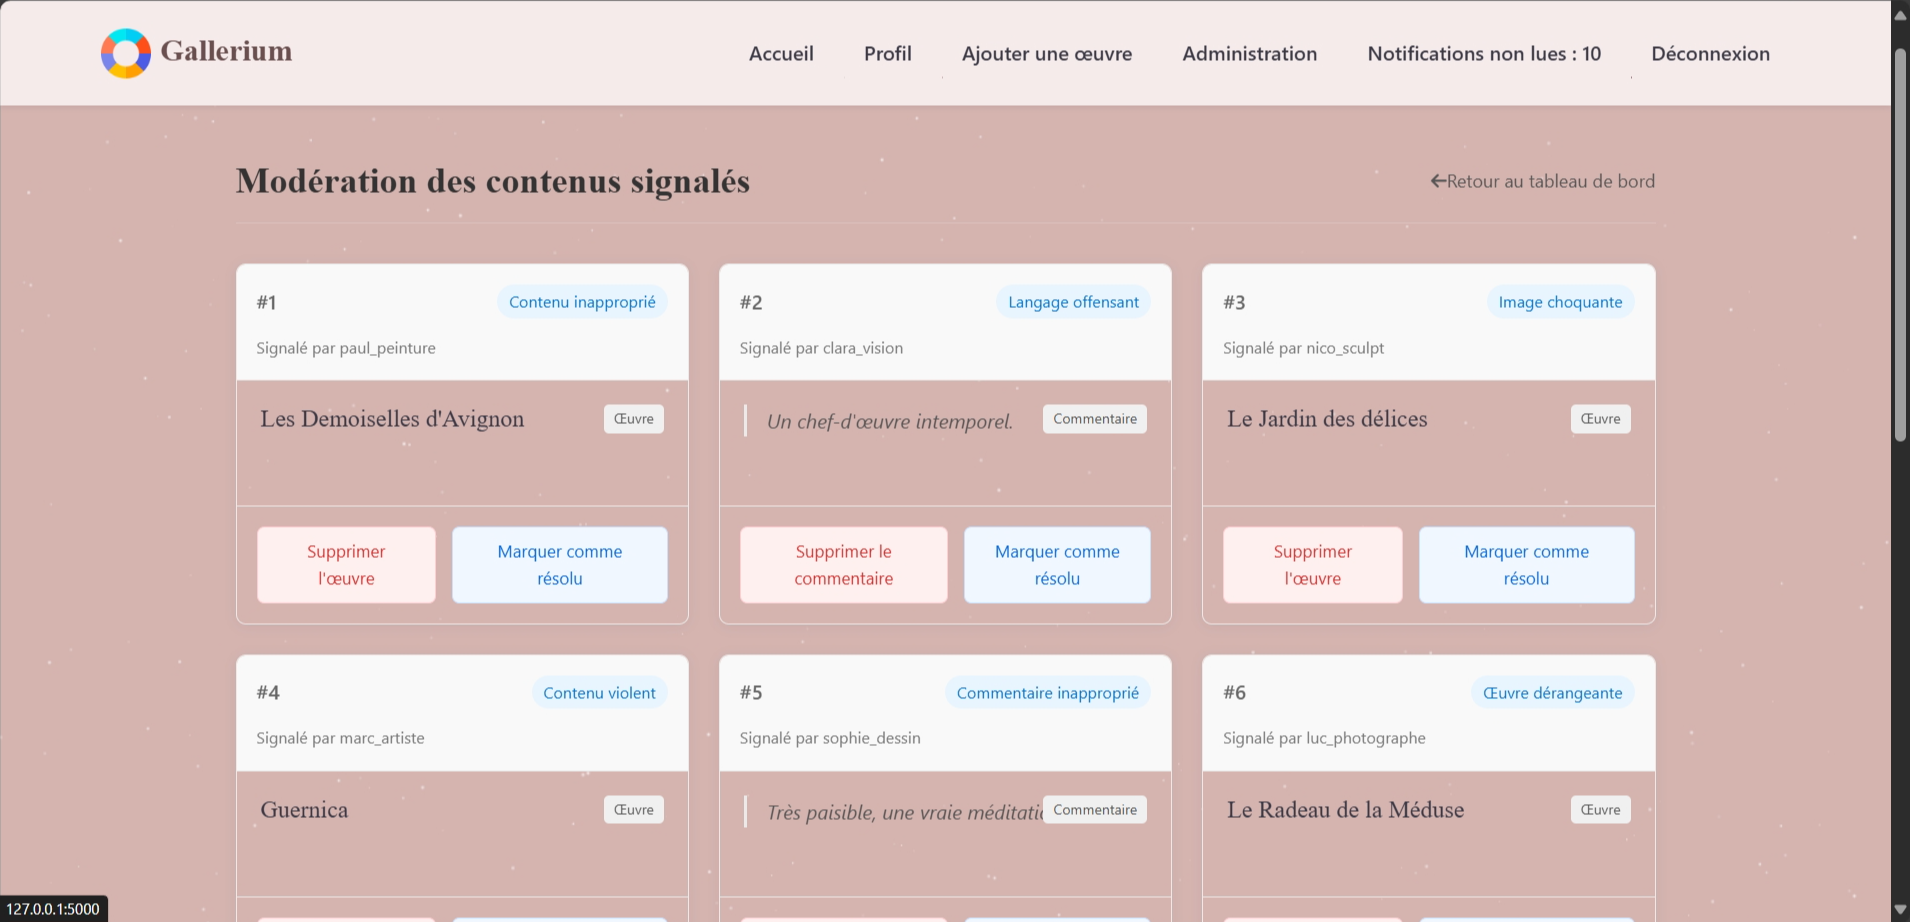 Gallerium
Accueil
Profil
Ajouter une œuvre
Administration
Notifications non lues : 10
Déconnexion
Modération des contenus signalés
←Retour au tableau de bord
#1
Contenu inapproprié
Signalé par paul_peinture
Les Demoiselles d'Avignon
Œuvre
Supprimer
l'œuvre
Marquer comme
résolu
#2
Langage offensant
Signalé par clara_vision
Un chef-d'œuvre intemporel.
Commentaire
Supprimer le
commentaire
Marquer comme
résolu
#3
Image choquante
Signalé par nico_sculpt
Le Jardin des délices
Œuvre
Supprimer
l'œuvre
Marquer comme
résolu
#4
Contenu violent
Signalé par marc_artiste
Guernica
Œuvre
#5
Commentaire inapproprié
Signalé par sophie_dessin
Très paisible, une vraie méditati
Commentaire
#6
Œuvre dérangeante
Signalé par luc_photographe
Le Radeau de la Méduse
Œuvre
127.0.0.1:5000